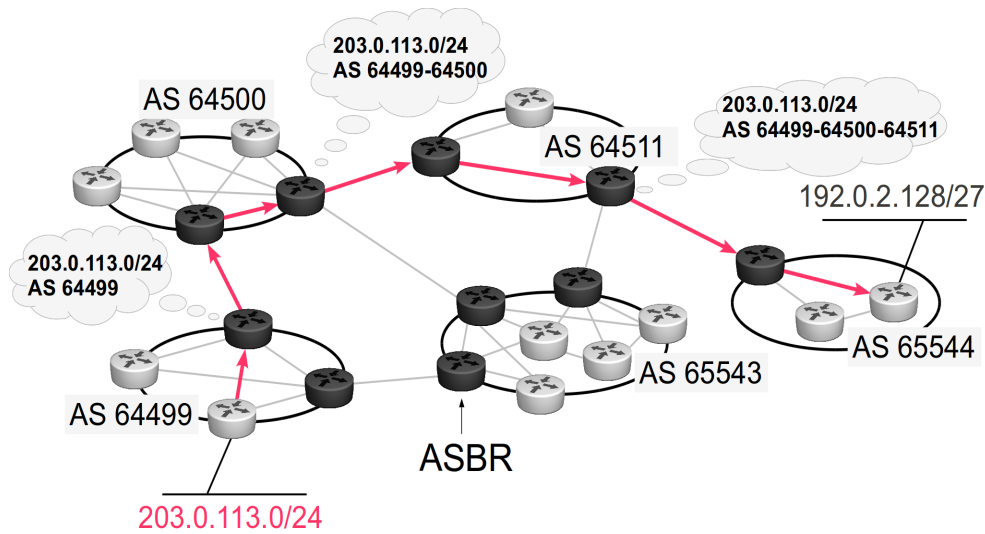 203.0.113.0/24
AS 64499-64500
AS 64500
203.0.113.0/24
AS 64499-64500-64511
AS 64511
192.0.2.128/27
203.0.113.0/24
AS 64499
AS 65544
AS 65543
AS 64499
ASBR
203.0.113.0/24